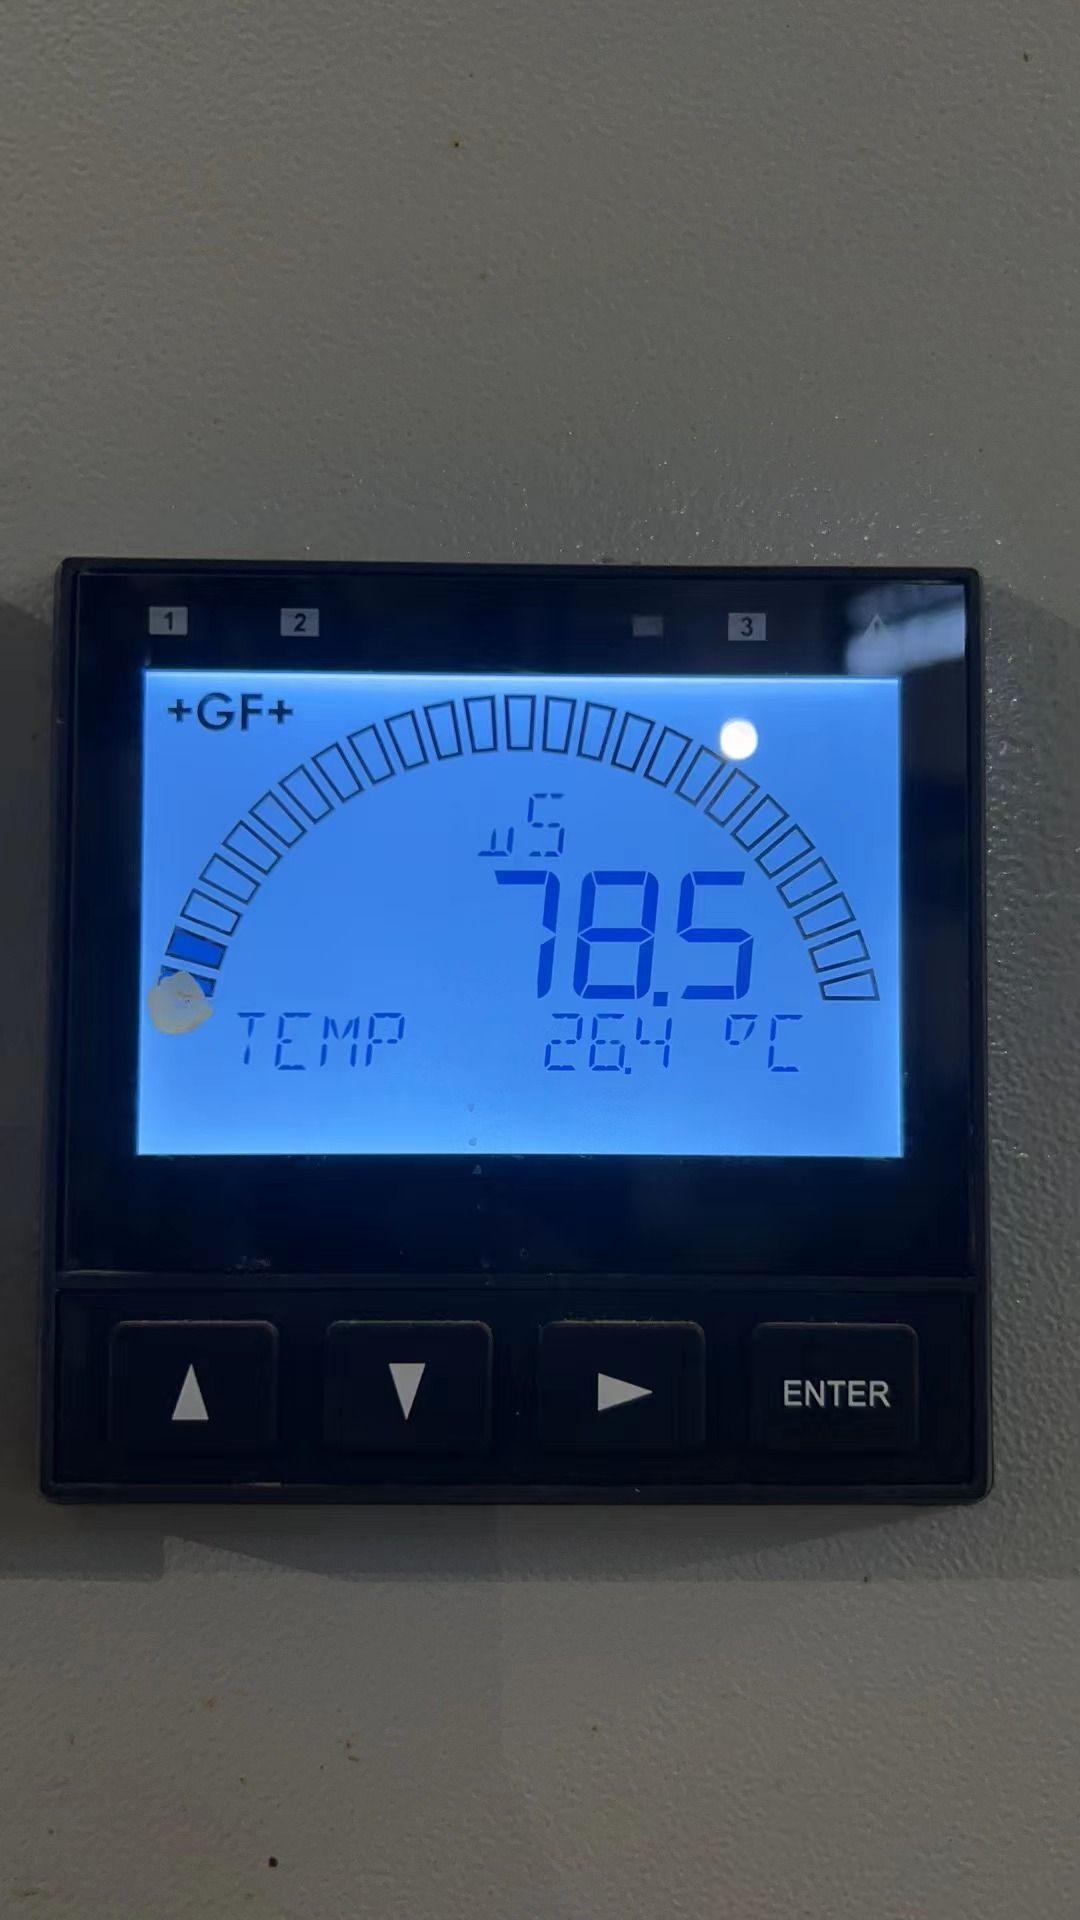 1 2 3
+GF+
µS
78.5
TEMP 26.4 °C
ENTER